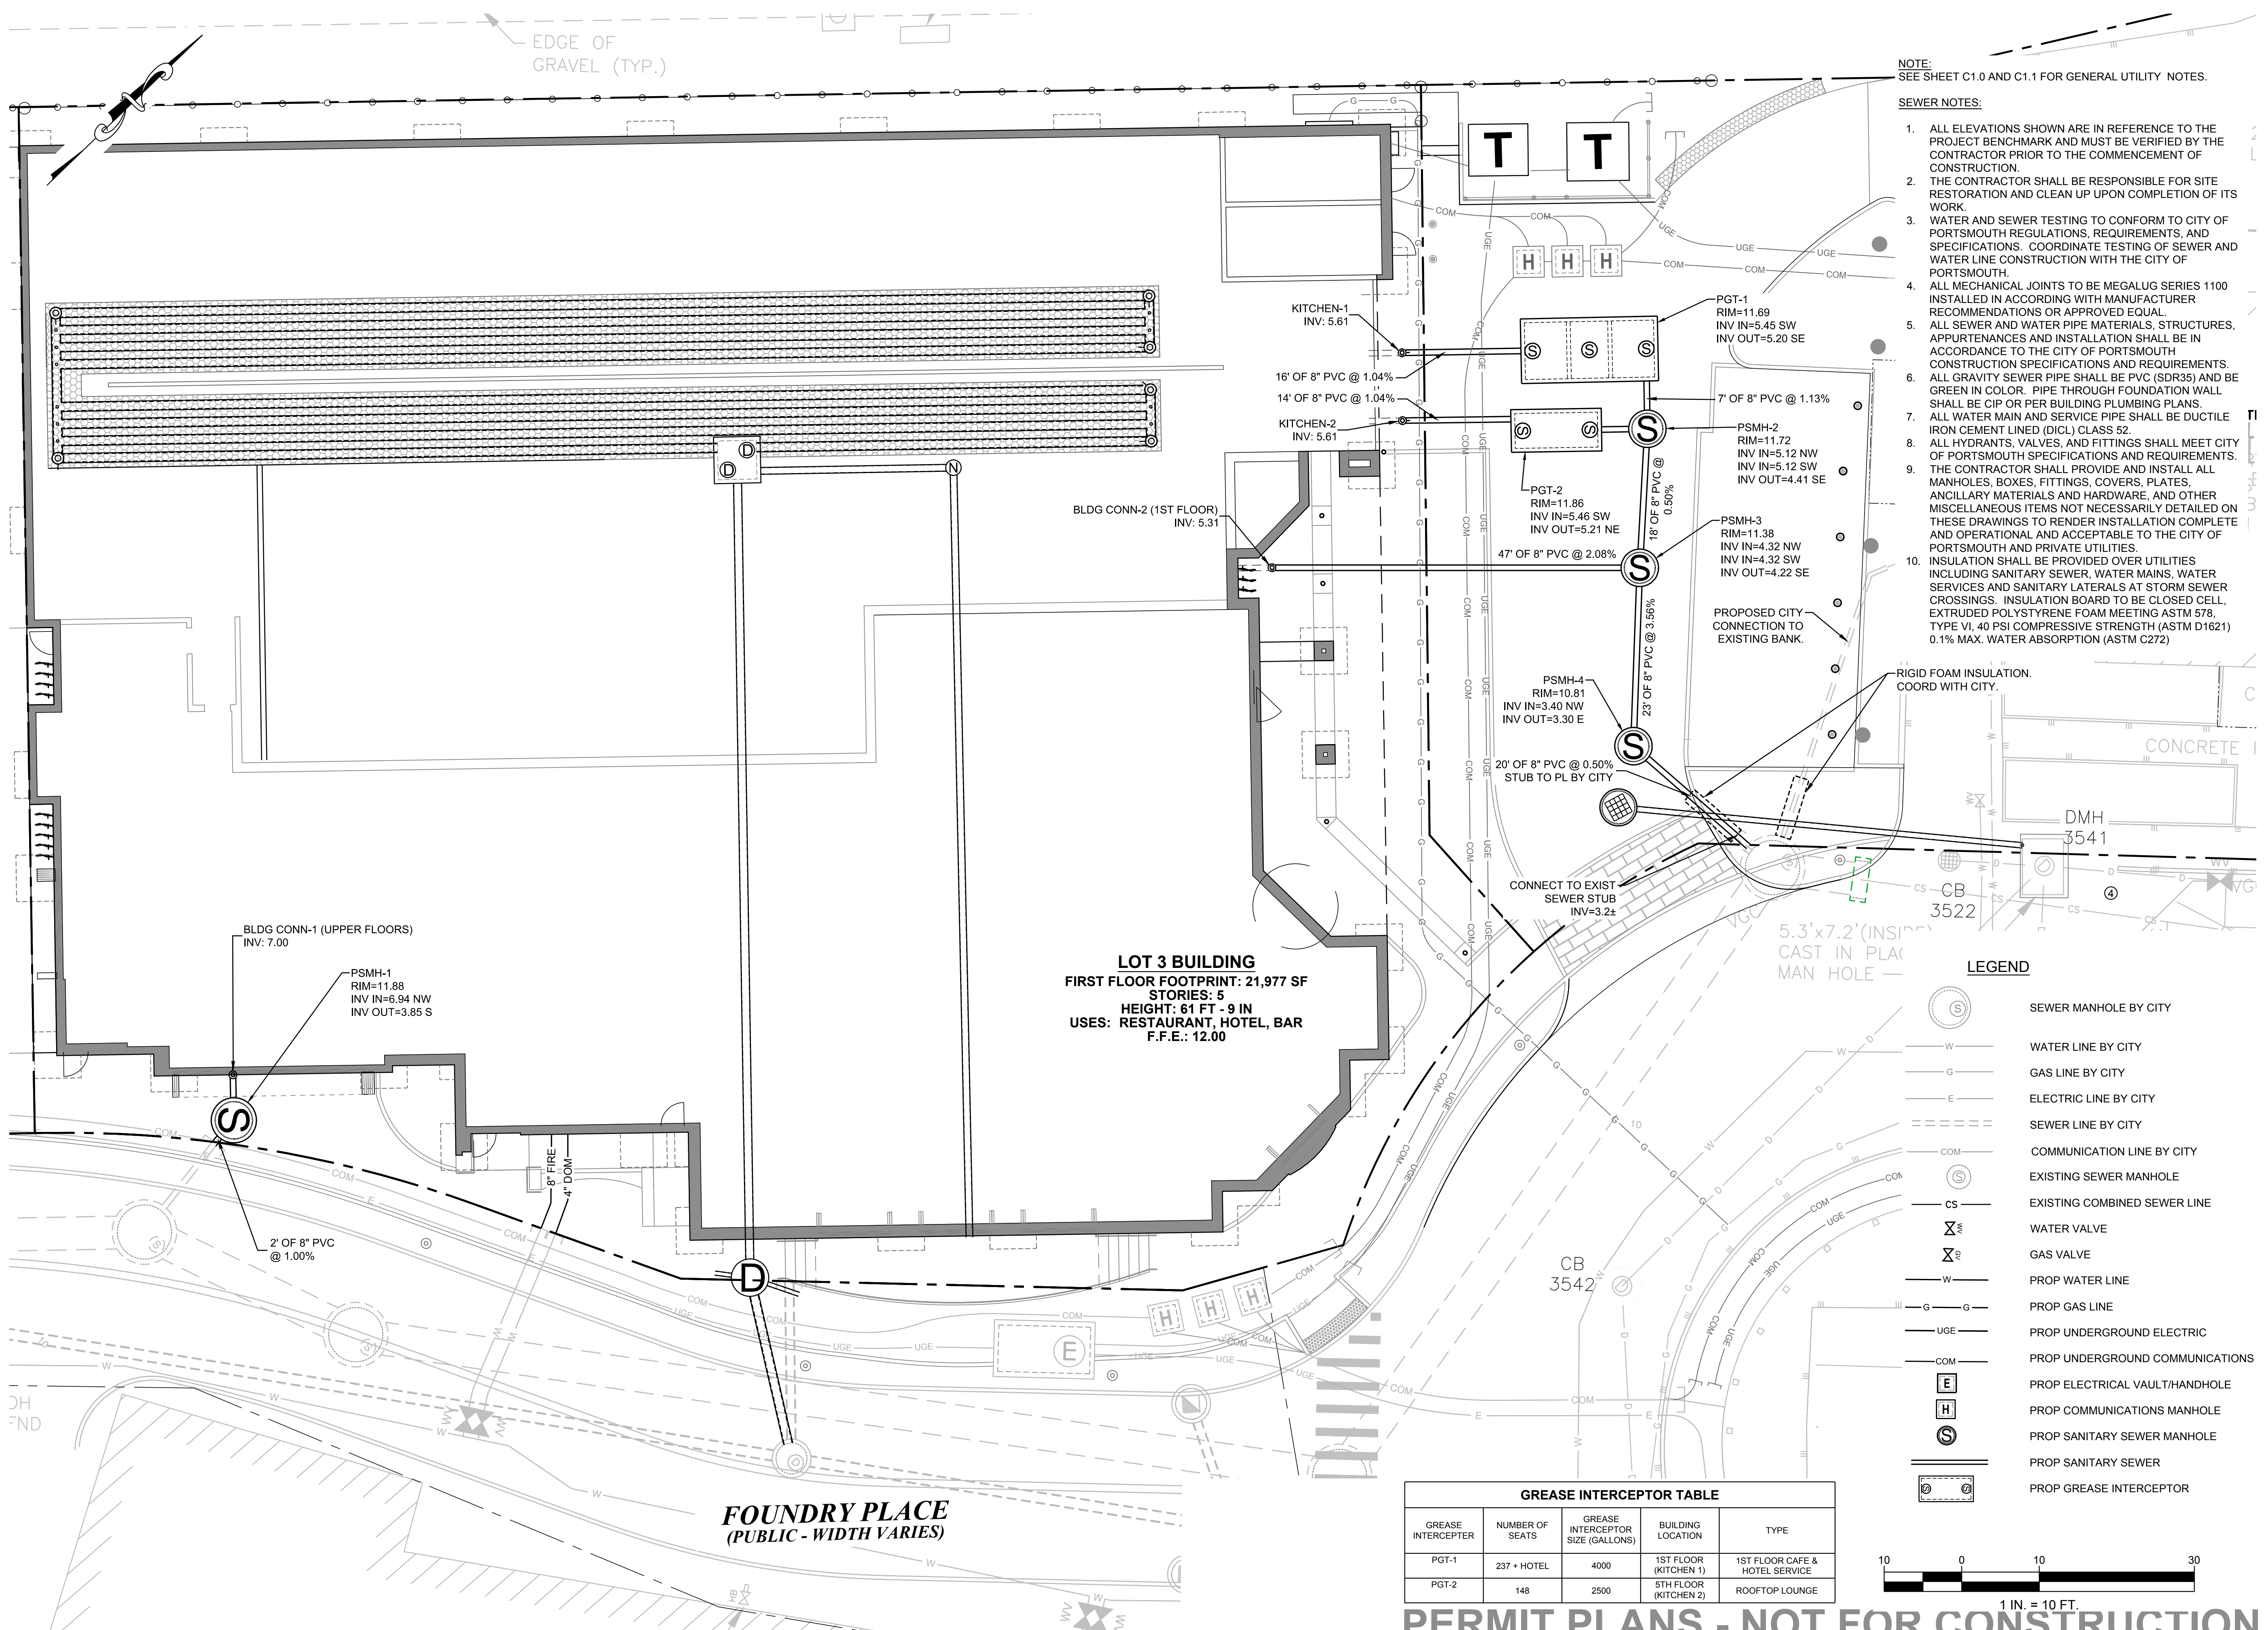 EDGE OF
GRAVEL (TYP.)
NOTE:
SEE SHEET C1.0 AND C1.1 FOR GENERAL UTILITY NOTES.
SEWER NOTES:
1. ALL ELEVATIONS SHOWN ARE IN REFERENCE TO THE
PROJECT BENCHMARK AND MUST BE VERIFIED BY THE
CONTRACTOR PRIOR TO THE COMMENCEMENT OF
CONSTRUCTION.
2. THE CONTRACTOR SHALL BE RESPONSIBLE FOR SITE
RESTORATION AND CLEAN UP UPON COMPLETION OF ITS
WORK.
3. WATER AND SEWER TESTING TO CONFORM TO CITY OF
PORTSMOUTH REGULATIONS, REQUIREMENTS, AND
SPECIFICATIONS. COORDINATE TESTING OF SEWER AND
WATER LINE CONSTRUCTION WITH THE CITY OF
PORTSMOUTH.
4. ALL MECHANICAL JOINTS TO BE MEGALUG SERIES 1100
INSTALLED IN ACCORDING WITH MANUFACTURER
RECOMMENDATIONS OR APPROVED EQUAL.
5. ALL SEWER AND WATER PIPE MATERIALS, STRUCTURES,
APPURTENANCES AND INSTALLATION SHALL BE IN
ACCORDANCE TO THE CITY OF PORTSMOUTH
CONSTRUCTION SPECIFICATIONS AND REQUIREMENTS.
6. ALL GRAVITY SEWER PIPE SHALL BE PVC (SDR35) AND BE
GREEN IN COLOR. PIPE THROUGH FOUNDATION WALL
SHALL BE CIP OR PER BUILDING PLUMBING PLANS.
7. ALL WATER MAIN AND SERVICE PIPE SHALL BE DUCTILE
IRON CEMENT LINED (DICL) CLASS 52.
8. ALL HYDRANTS, VALVES, AND FITTINGS SHALL MEET CITY
OF PORTSMOUTH SPECIFICATIONS AND REQUIREMENTS.
9. THE CONTRACTOR SHALL PROVIDE AND INSTALL ALL
MANHOLES, BOXES, FITTINGS, COVERS, PLATES,
ANCILLARY MATERIALS AND HARDWARE, AND OTHER
MISCELLANEOUS ITEMS NOT NECESSARILY DETAILED ON
THESE DRAWINGS TO RENDER INSTALLATION COMPLETE
AND OPERATIONAL AND ACCEPTABLE TO THE CITY OF
PORTSMOUTH AND PRIVATE UTILITIES.
10. INSULATION SHALL BE PROVIDED OVER UTILITIES
INCLUDING SANITARY SEWER, WATER MAINS, WATER
SERVICES AND SANITARY LATERALS AT STORM SEWER
CROSSINGS. INSULATION BOARD TO BE CLOSED CELL,
EXTRUDED POLYSTYRENE FOAM MEETING ASTM 578,
TYPE VI, 40 PSI COMPRESSIVE STRENGTH (ASTM D1621)
0.1% MAX. WATER ABSORPTION (ASTM C272)
T T
H H H
KITCHEN-1
INV: 5.61
PGT-1
RIM=11.69
INV IN=5.45 SW
INV OUT=5.20 SE
16' OF 8" PVC @ 1.04%
14' OF 8" PVC @ 1.04%
7' OF 8" PVC @ 1.13%
KITCHEN-2
INV: 5.61
PSMH-2
RIM=11.72
INV IN=5.12 NW
INV IN=5.12 SW
INV OUT=4.41 SE
PGT-2
RIM=11.86
INV IN=5.46 SW
INV OUT=5.21 NE
18' OF 8" PVC @
0.50%
BLDG CONN-2 (1ST FLOOR)
INV: 5.31
47' OF 8" PVC @ 2.08%
PSMH-3
RIM=11.38
INV IN=4.32 NW
INV IN=4.32 SW
INV OUT=4.22 SE
PROPOSED CITY
CONNECTION TO
EXISTING BANK.
23' OF 8" PVC @ 3.56%
PSMH-4
RIM=10.81
INV IN=3.40 NW
INV OUT=3.30 E
RIGID FOAM INSULATION.
COORD WITH CITY.
20' OF 8" PVC @ 0.50%
STUB TO PL BY CITY
CONCRETE
DMH
3541
CONNECT TO EXIST
SEWER STUB
INV=3.2±
CB
3522
4
5.3'x7.2'(INSIDE)
CAST IN PLAC
MAN HOLE
BLDG CONN-1 (UPPER FLOORS)
INV: 7.00
PSMH-1
RIM=11.88
INV IN=6.94 NW
INV OUT=3.85 S
LOT 3 BUILDING
FIRST FLOOR FOOTPRINT: 21,977 SF
STORIES: 5
HEIGHT: 61 FT - 9 IN
USES: RESTAURANT, HOTEL, BAR
F.F.E.: 12.00
8" FIRE
4" DOM
2' OF 8" PVC
@ 1.00%
CB
3542
H H H
E
FOUNDRY PLACE
(PUBLIC - WIDTH VARIES)
LEGEND
SEWER MANHOLE BY CITY
W WATER LINE BY CITY
G GAS LINE BY CITY
E ELECTRIC LINE BY CITY
SEWER LINE BY CITY
COM COMMUNICATION LINE BY CITY
S EXISTING SEWER MANHOLE
CS EXISTING COMBINED SEWER LINE
WV WATER VALVE
GV GAS VALVE
W PROP WATER LINE
G G PROP GAS LINE
UGE PROP UNDERGROUND ELECTRIC
COM PROP UNDERGROUND COMMUNICATIONS
E PROP ELECTRICAL VAULT/HANDHOLE
H PROP COMMUNICATIONS MANHOLE
S PROP SANITARY SEWER MANHOLE
PROP SANITARY SEWER
S S PROP GREASE INTERCEPTOR
GREASE INTERCEPTOR TABLE
GREASE INTERCEPTER NUMBER OF SEATS GREASE INTERCEPTOR SIZE (GALLONS) BUILDING LOCATION TYPE
PGT-1 237 + HOTEL 4000 1ST FLOOR (KITCHEN 1) 1ST FLOOR CAFE & HOTEL SERVICE
PGT-2 148 2500 5TH FLOOR (KITCHEN 2) ROOFTOP LOUNGE
10 0 10 30
1 IN. = 10 FT.
PERMIT PLANS - NOT FOR CONSTRUCTION